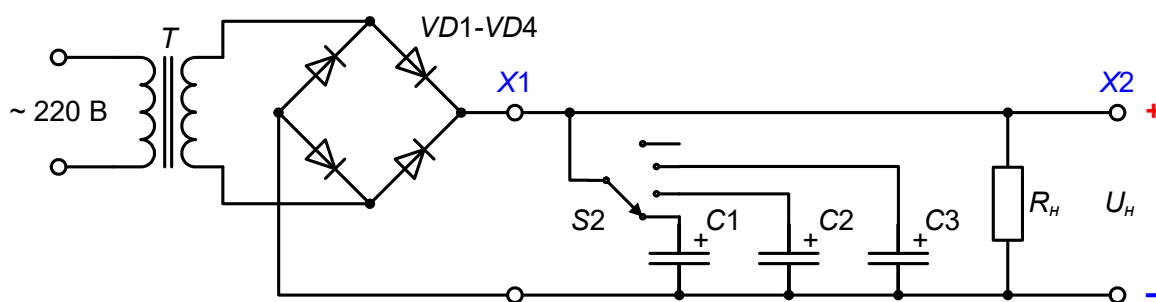 T
VD1-VD4
~ 220 В
X1
X2
+
S2
+ C1
+ C2
+ C3
Rн
Uн
−